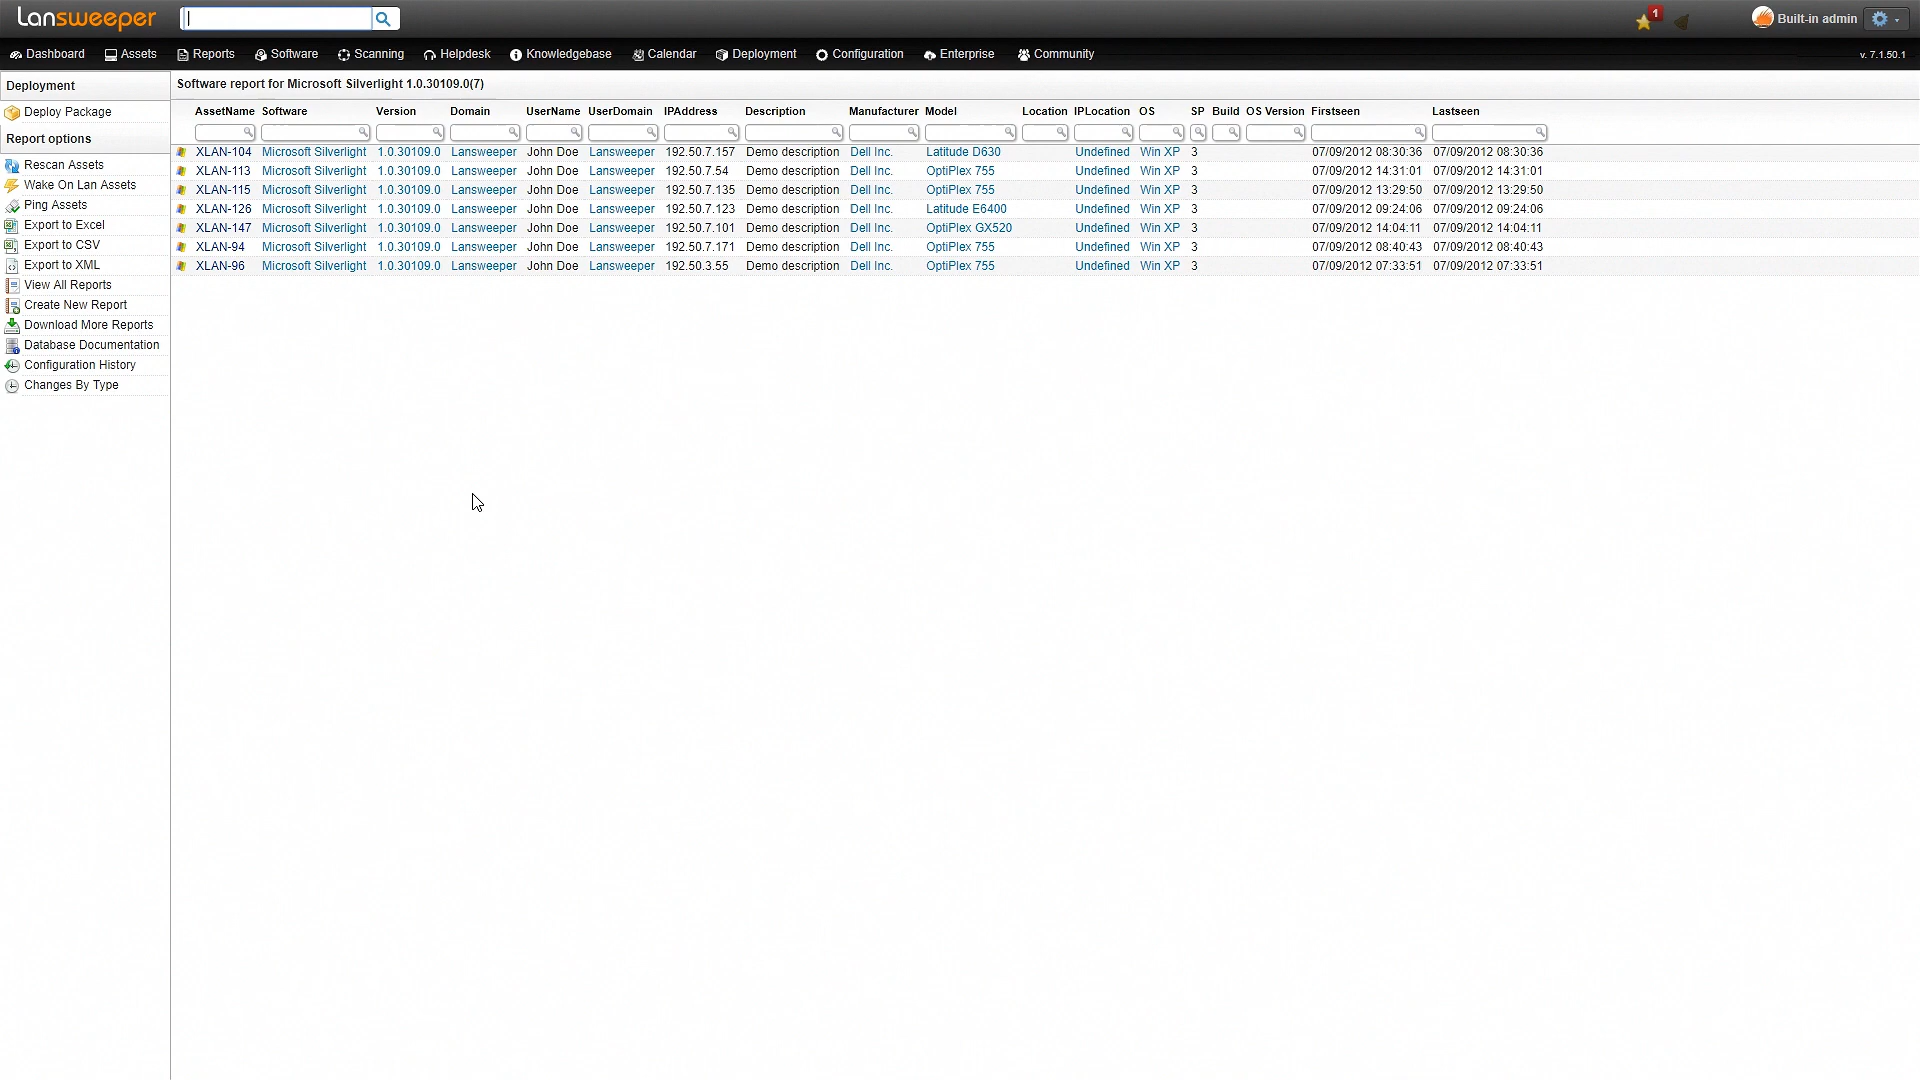 Lansweeper
1
Built-in admin
Dashboard Assets Reports Software Scanning Helpdesk Knowledgebase Calendar Deployment Configuration Enterprise Community
v. 7.1.50.1
Deployment
Deploy Package
Report options
Rescan Assets
Wake On Lan Assets
Ping Assets
Export to Excel
Export to CSV
Export to XML
View All Reports
Create New Report
Download More Reports
Database Documentation
Configuration History
Changes By Type
Software report for Microsoft Silverlight 1.0.30109.0(7)
AssetName Software Version Domain UserName UserDomain IPAddress Description Manufacturer Model Location IPLocation OS SP Build OS Version Firstseen Lastseen
XLAN-104 Microsoft Silverlight 1.0.30109.0 Lansweeper John Doe Lansweeper 192.50.7.157 Demo description Dell Inc. Latitude D630 Undefined Win XP 3 07/09/2012 08:30:36 07/09/2012 08:30:36
XLAN-113 Microsoft Silverlight 1.0.30109.0 Lansweeper John Doe Lansweeper 192.50.7.54 Demo description Dell Inc. OptiPlex 755 Undefined Win XP 3 07/09/2012 14:31:01 07/09/2012 14:31:01
XLAN-115 Microsoft Silverlight 1.0.30109.0 Lansweeper John Doe Lansweeper 192.50.7.135 Demo description Dell Inc. OptiPlex 755 Undefined Win XP 3 07/09/2012 13:29:50 07/09/2012 13:29:50
XLAN-126 Microsoft Silverlight 1.0.30109.0 Lansweeper John Doe Lansweeper 192.50.7.123 Demo description Dell Inc. Latitude E6400 Undefined Win XP 3 07/09/2012 09:24:06 07/09/2012 09:24:06
XLAN-147 Microsoft Silverlight 1.0.30109.0 Lansweeper John Doe Lansweeper 192.50.7.101 Demo description Dell Inc. OptiPlex GX520 Undefined Win XP 3 07/09/2012 14:04:11 07/09/2012 14:04:11
XLAN-94 Microsoft Silverlight 1.0.30109.0 Lansweeper John Doe Lansweeper 192.50.7.171 Demo description Dell Inc. OptiPlex 755 Undefined Win XP 3 07/09/2012 08:40:43 07/09/2012 08:40:43
XLAN-96 Microsoft Silverlight 1.0.30109.0 Lansweeper John Doe Lansweeper 192.50.3.55 Demo description Dell Inc. OptiPlex 755 Undefined Win XP 3 07/09/2012 07:33:51 07/09/2012 07:33:51